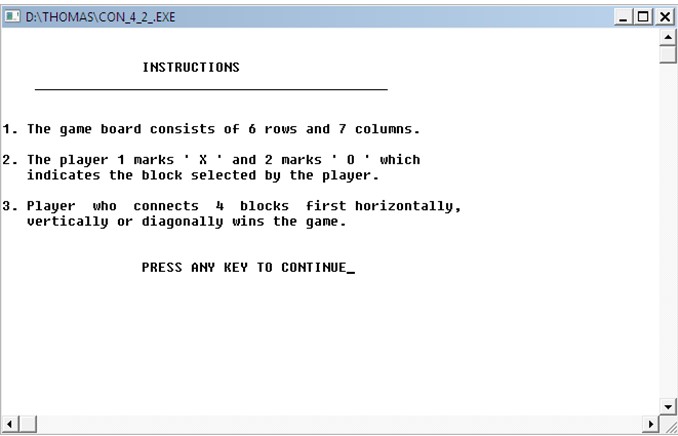 D:\THOMAS\CON_4_2_.EXE
INSTRUCTIONS
1. The game board consists of 6 rows and 7 columns.
2. The player 1 marks ' X ' and 2 marks ' O ' which
indicates the block selected by the player.
3. Player who connects 4 blocks first horizontally,
vertically or diagonally wins the game.
PRESS ANY KEY TO CONTINUE_